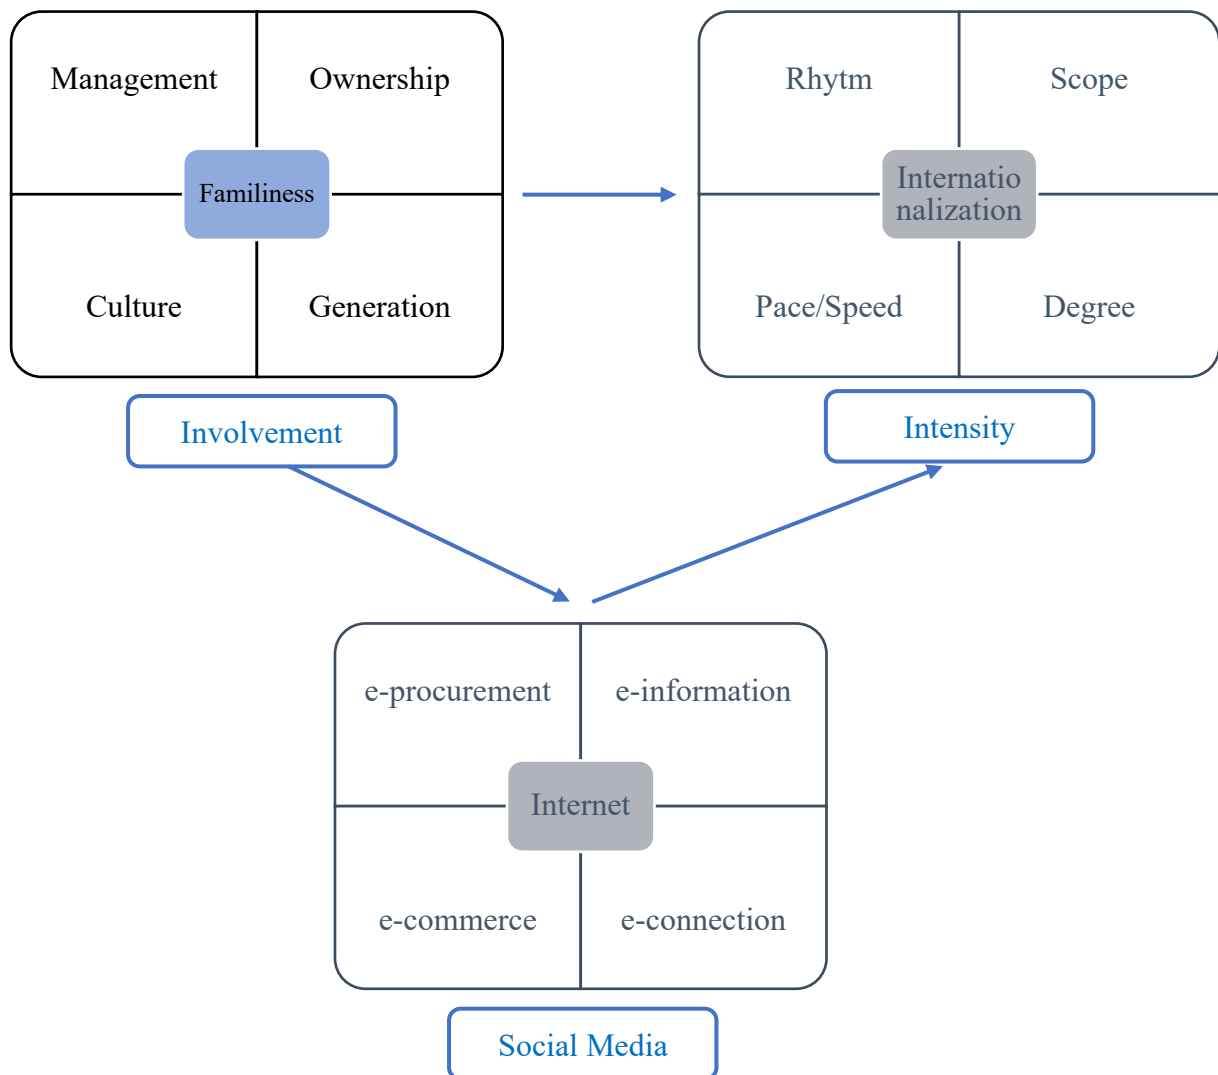 Management
Ownership
Familiness
Culture
Generation
Involvement
Rhytm
Scope
Internatio
nalization
Pace/Speed
Degree
Intensity
e-procurement
e-information
Internet
e-commerce
e-connection
Social Media